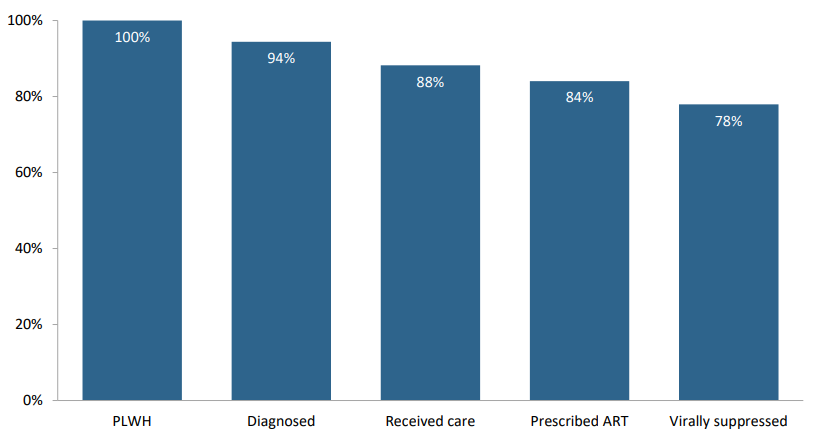 100%
80%
60%
40%
20%
0%
100%
94%
88%
84%
78%
PLWH
Diagnosed
Received care
Prescribed ART
Virally suppressed